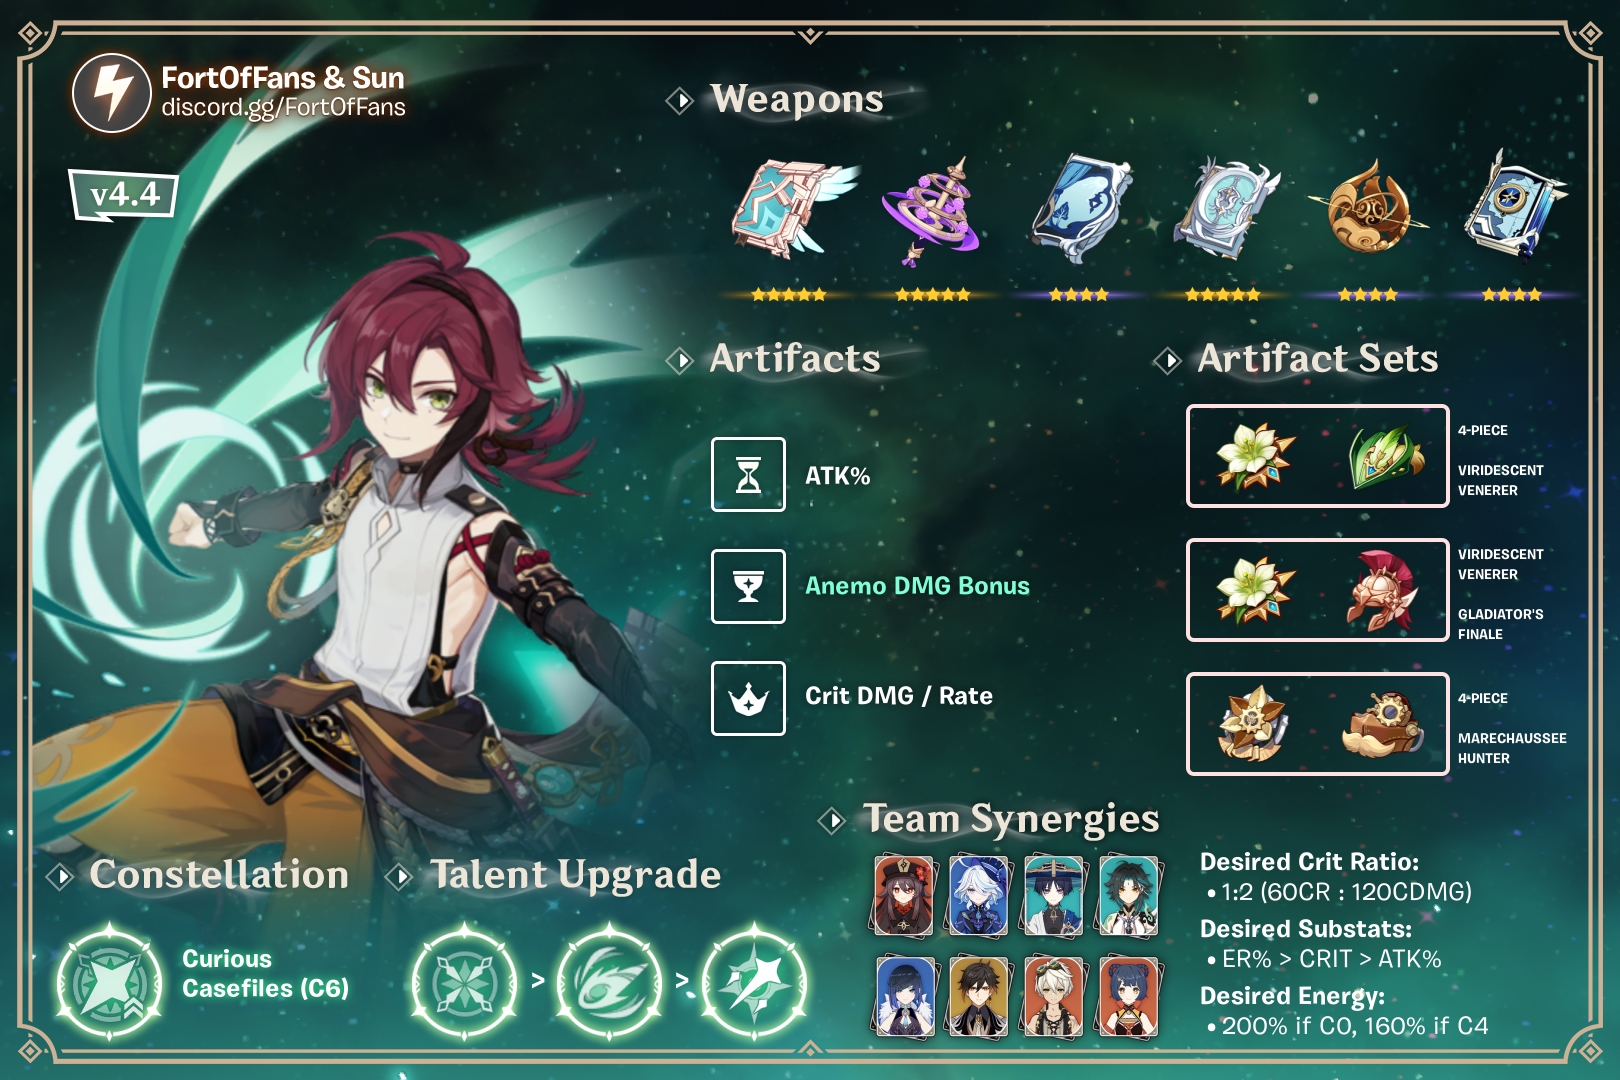 FortOfFans & Sun
discord.gg/FortOfFans
v4.4
Weapons
Artifacts
ATK%
Anemo DMG Bonus
Crit DMG / Rate
Artifact Sets
4-PIECE
VIRIDESCENT
VENERER
VIRIDESCENT
VENERER
GLADIATOR'S
FINALE
4-PIECE
MARECHAUSSEE
HUNTER
Constellation
Curious
Casefiles (C6)
Talent Upgrade
> >
Team Synergies
Desired Crit Ratio:
• 1:2 (60CR : 120CDMG)
Desired Substats:
• ER% > CRIT > ATK%
Desired Energy:
• 200% if C0, 160% if C4